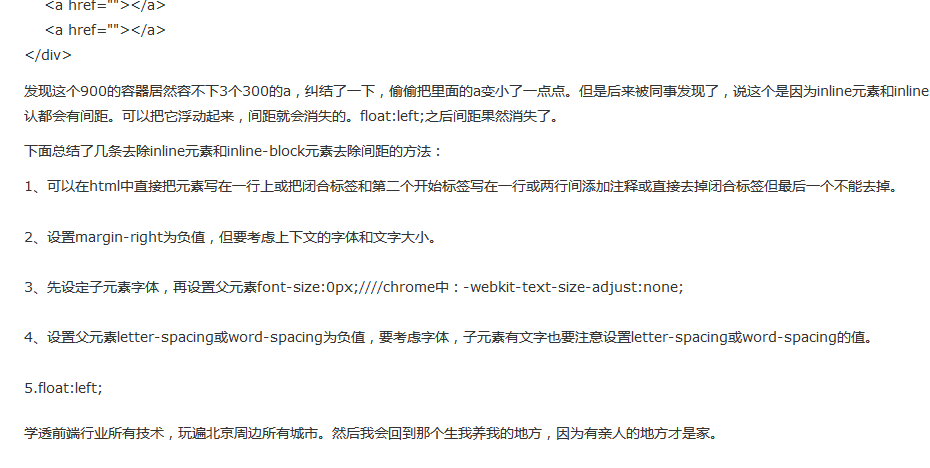 <a href=""></a>
<a href=""></a>
</div>
发现这个900的容器居然容不下3个300的a，纠结了一下，偷偷把里面的a变小了一点点。但是后来被同事发现了，说这个是因为inline元素和inline
认都会有间距。可以把它浮动起来，间距就会消失的。float:left;之后间距果然消失了。
下面总结了几条去除inline元素和inline-block元素去除间距的方法：
1、可以在html中直接把元素写在一行上或把闭合标签和第二个开始标签写在一行或两行间添加注释或直接去掉闭合标签但最后一个不能去掉。
2、设置margin-right为负值，但要考虑上下文的字体和文字大小。
3、先设定子元素字体，再设置父元素font-size:0px;////chrome中：-webkit-text-size-adjust:none;
4、设置父元素letter-spacing或word-spacing为负值，要考虑字体，子元素有文字也要注意设置letter-spacing或word-spacing的值。
5.float:left;
学透前端行业所有技术，玩遍北京周边所有城市。然后我会回到那个生我养我的地方，因为有亲人的地方才是家。